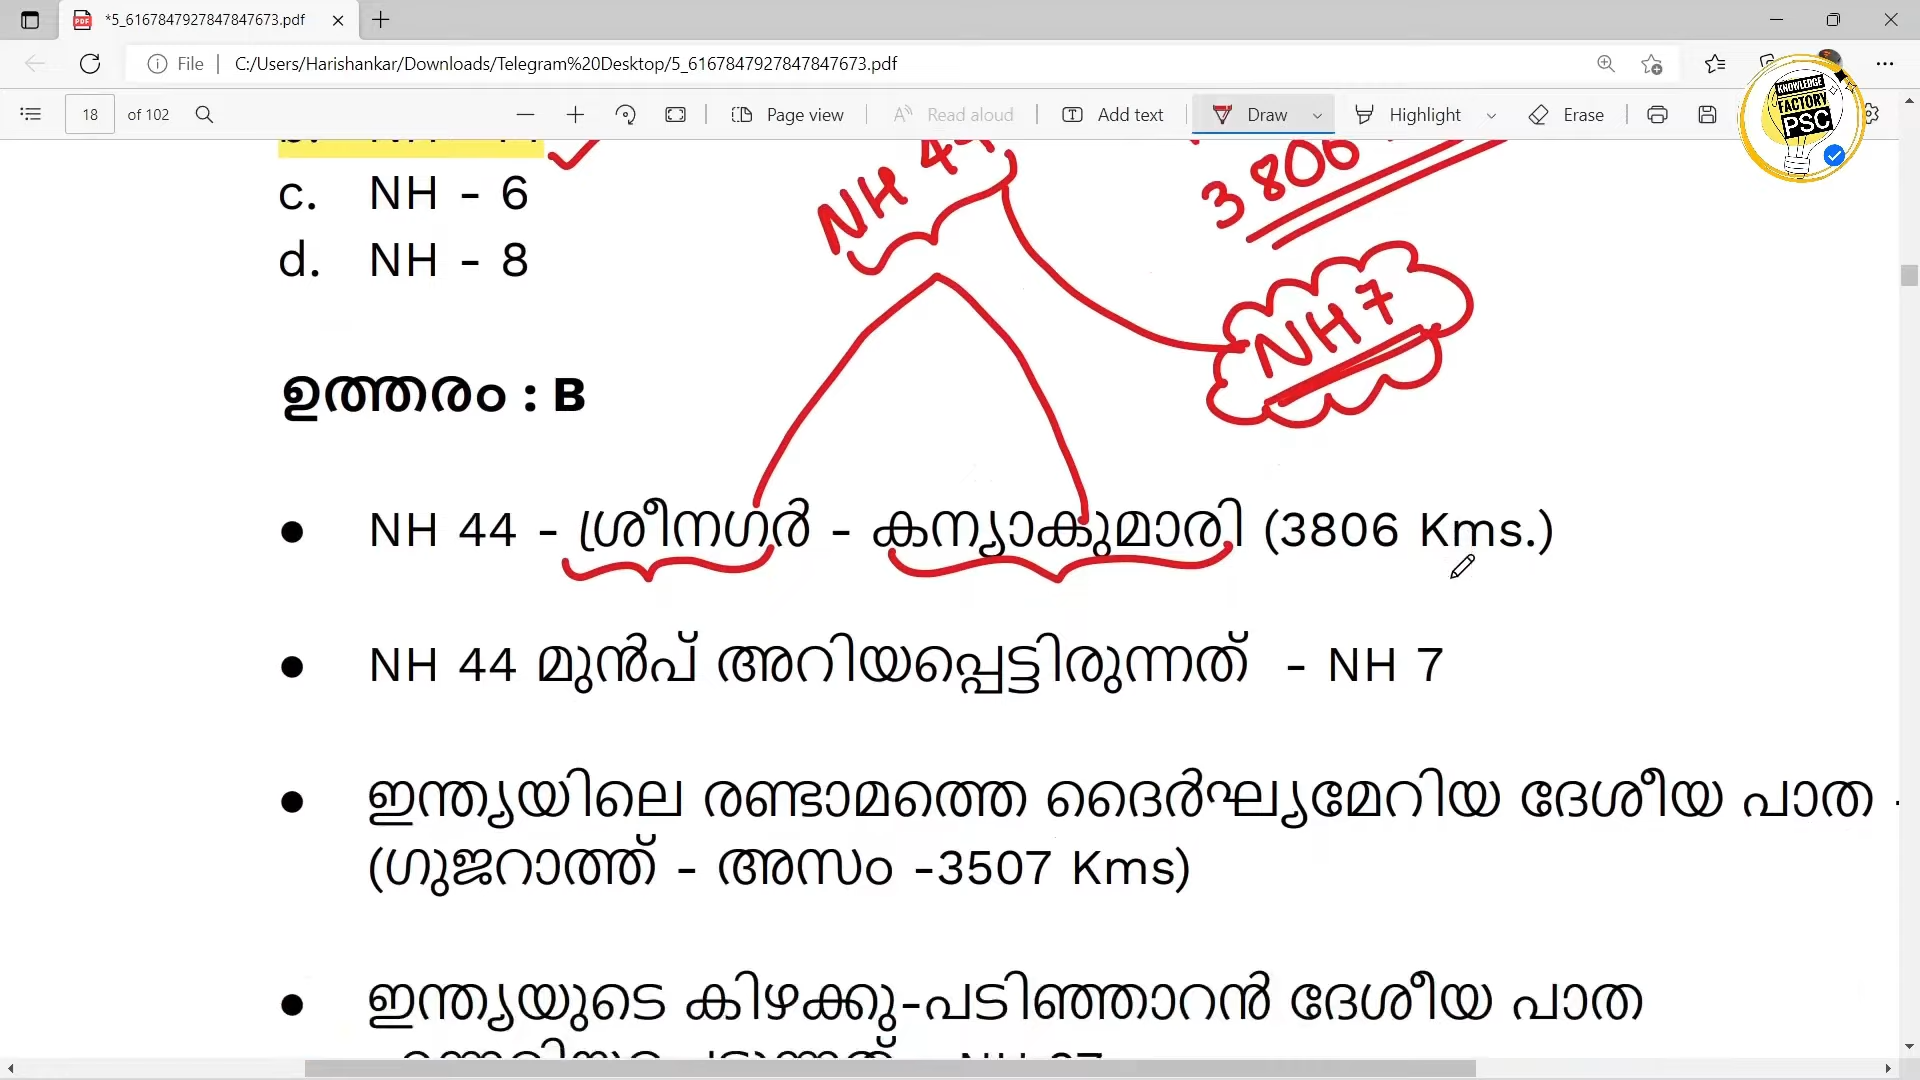 *5_6167847927847847673.pdf
File
C:/Users/Harishankar/Downloads/Telegram%20Desktop/5_6167847927847847673.pdf
18 of 102
Page view
Read aloud
Add text
Draw
Highlight
Erase
KNOWLEDGE
FACTORY
PSC
NH 44
3806
c. NH - 6
d. NH - 8
NH 7
ഉത്തരം : B
● NH 44 - ശ്രീനഗർ - കന്യാകുമാരി (3806 Kms.)
● NH 44 മുൻപ് അറിയപ്പെട്ടിരുന്നത് - NH 7
● ഇന്ത്യയിലെ രണ്ടാമത്തെ ദൈർഘ്യമേറിയ ദേശീയ പാത -
(ഗുജറാത്ത് - അസം -3507 Kms)
● ഇന്ത്യയുടെ കിഴക്കു-പടിഞ്ഞാറൻ ദേശീയ പാത